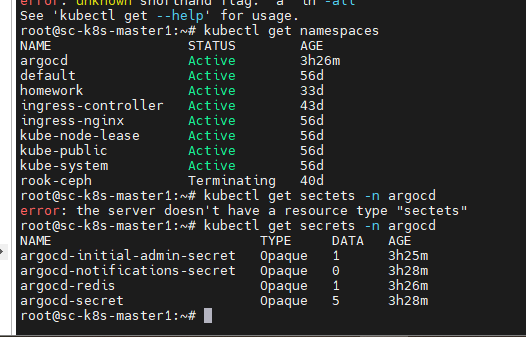 error: unknown shorthand flag: 'a' in -all
See 'kubectl get --help' for usage.
root@sc-k8s-master1:~# kubectl get namespaces
NAME STATUS AGE
argocd Active 3h26m
default Active 56d
homework Active 33d
ingress-controller Active 43d
ingress-nginx Active 56d
kube-node-lease Active 56d
kube-public Active 56d
kube-system Active 56d
rook-ceph Terminating 40d
root@sc-k8s-master1:~# kubectl get sectets -n argocd
error: the server doesn't have a resource type "sectets"
root@sc-k8s-master1:~# kubectl get secrets -n argocd
NAME TYPE DATA AGE
argocd-initial-admin-secret Opaque 1 3h25m
argocd-notifications-secret Opaque 0 3h28m
argocd-redis Opaque 1 3h26m
argocd-secret Opaque 5 3h28m
root@sc-k8s-master1:~#